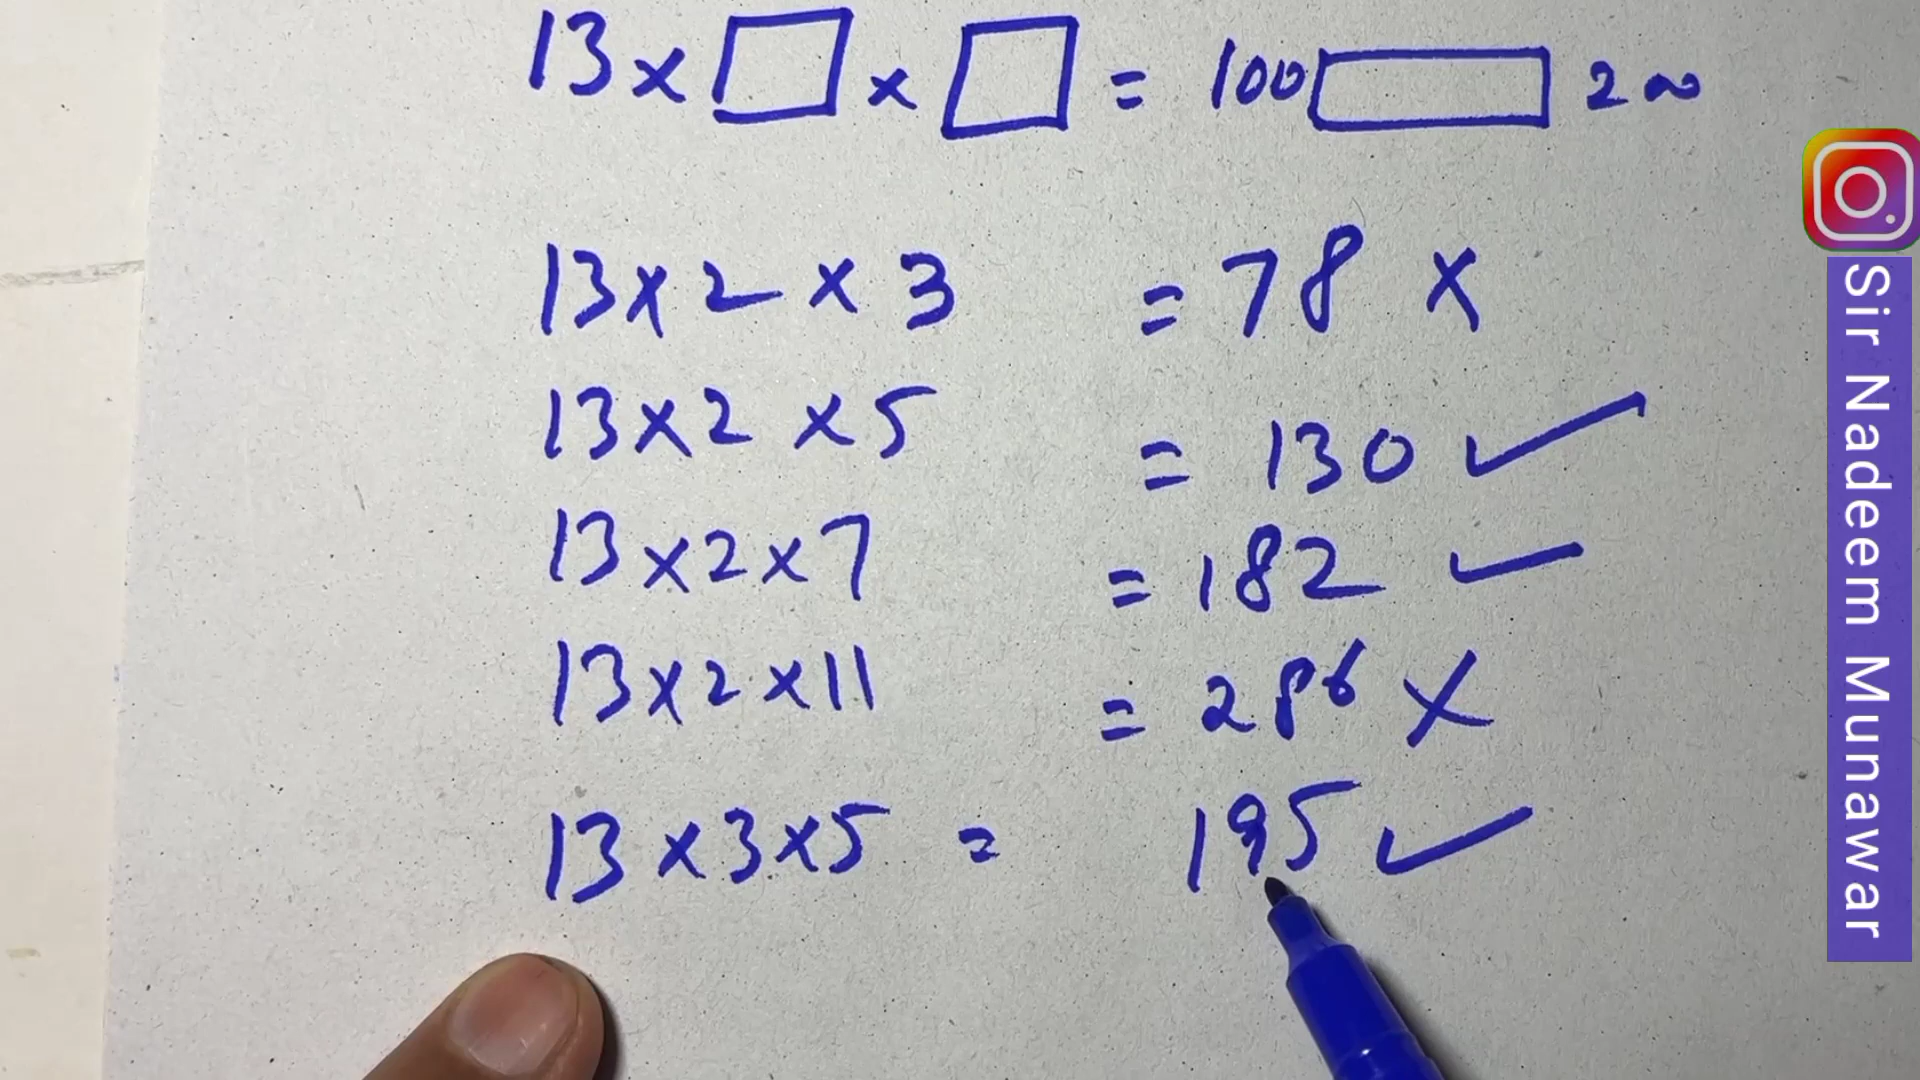 13 × □ × □ = 100 □ 200
13 × 2 × 3 = 78 ×
13 × 2 × 5 = 130 ✓
13 × 2 × 7 = 182 ✓
13 × 2 × 11 = 286 ×
13 × 3 × 5 = 195 ✓
Sir Nadeem Munawar